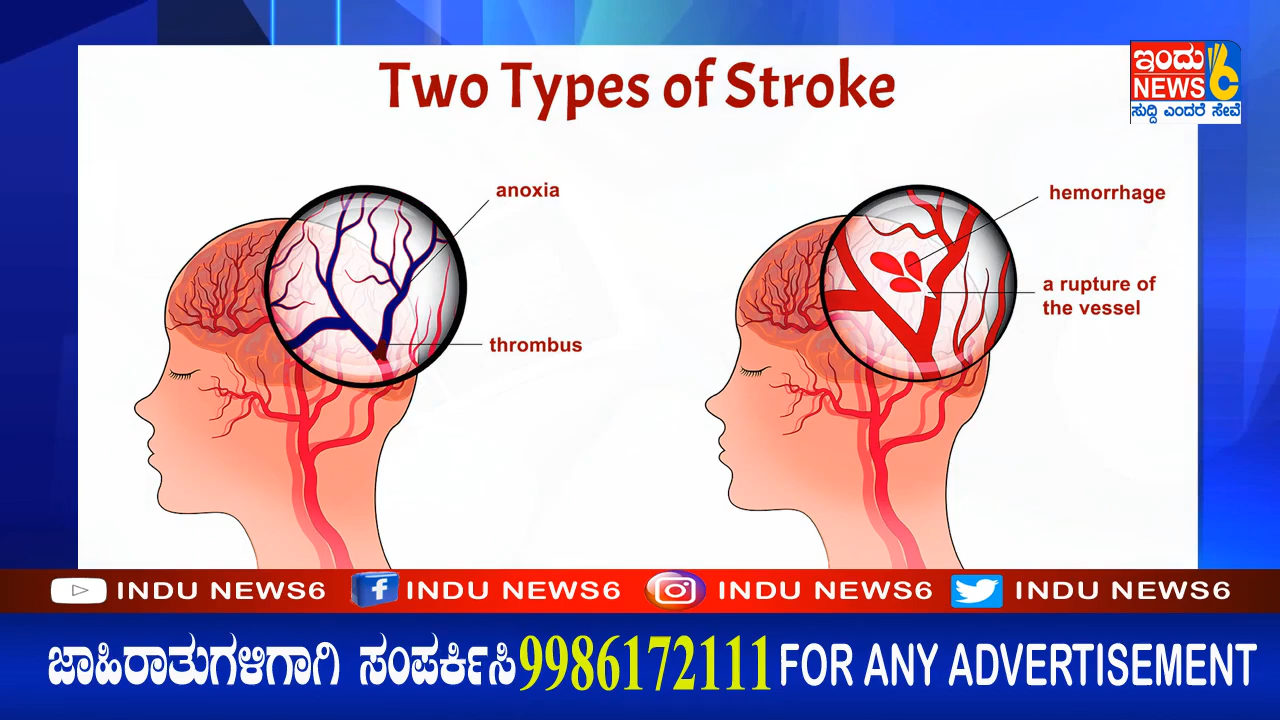 Two Types of Stroke
ಇಂದು
NEWS 6
ಸುದ್ದಿ ಎಂದರೆ ಸೇವೆ
anoxia
thrombus
hemorrhage
a rupture of
the vessel
INDU NEWS6 INDU NEWS6 INDU NEWS6 INDU NEWS6
ಜಾಹಿರಾತುಗಳಿಗಾಗಿ ಸಂಪರ್ಕಿಸಿ 9986172111 FOR ANY ADVERTISEMENT